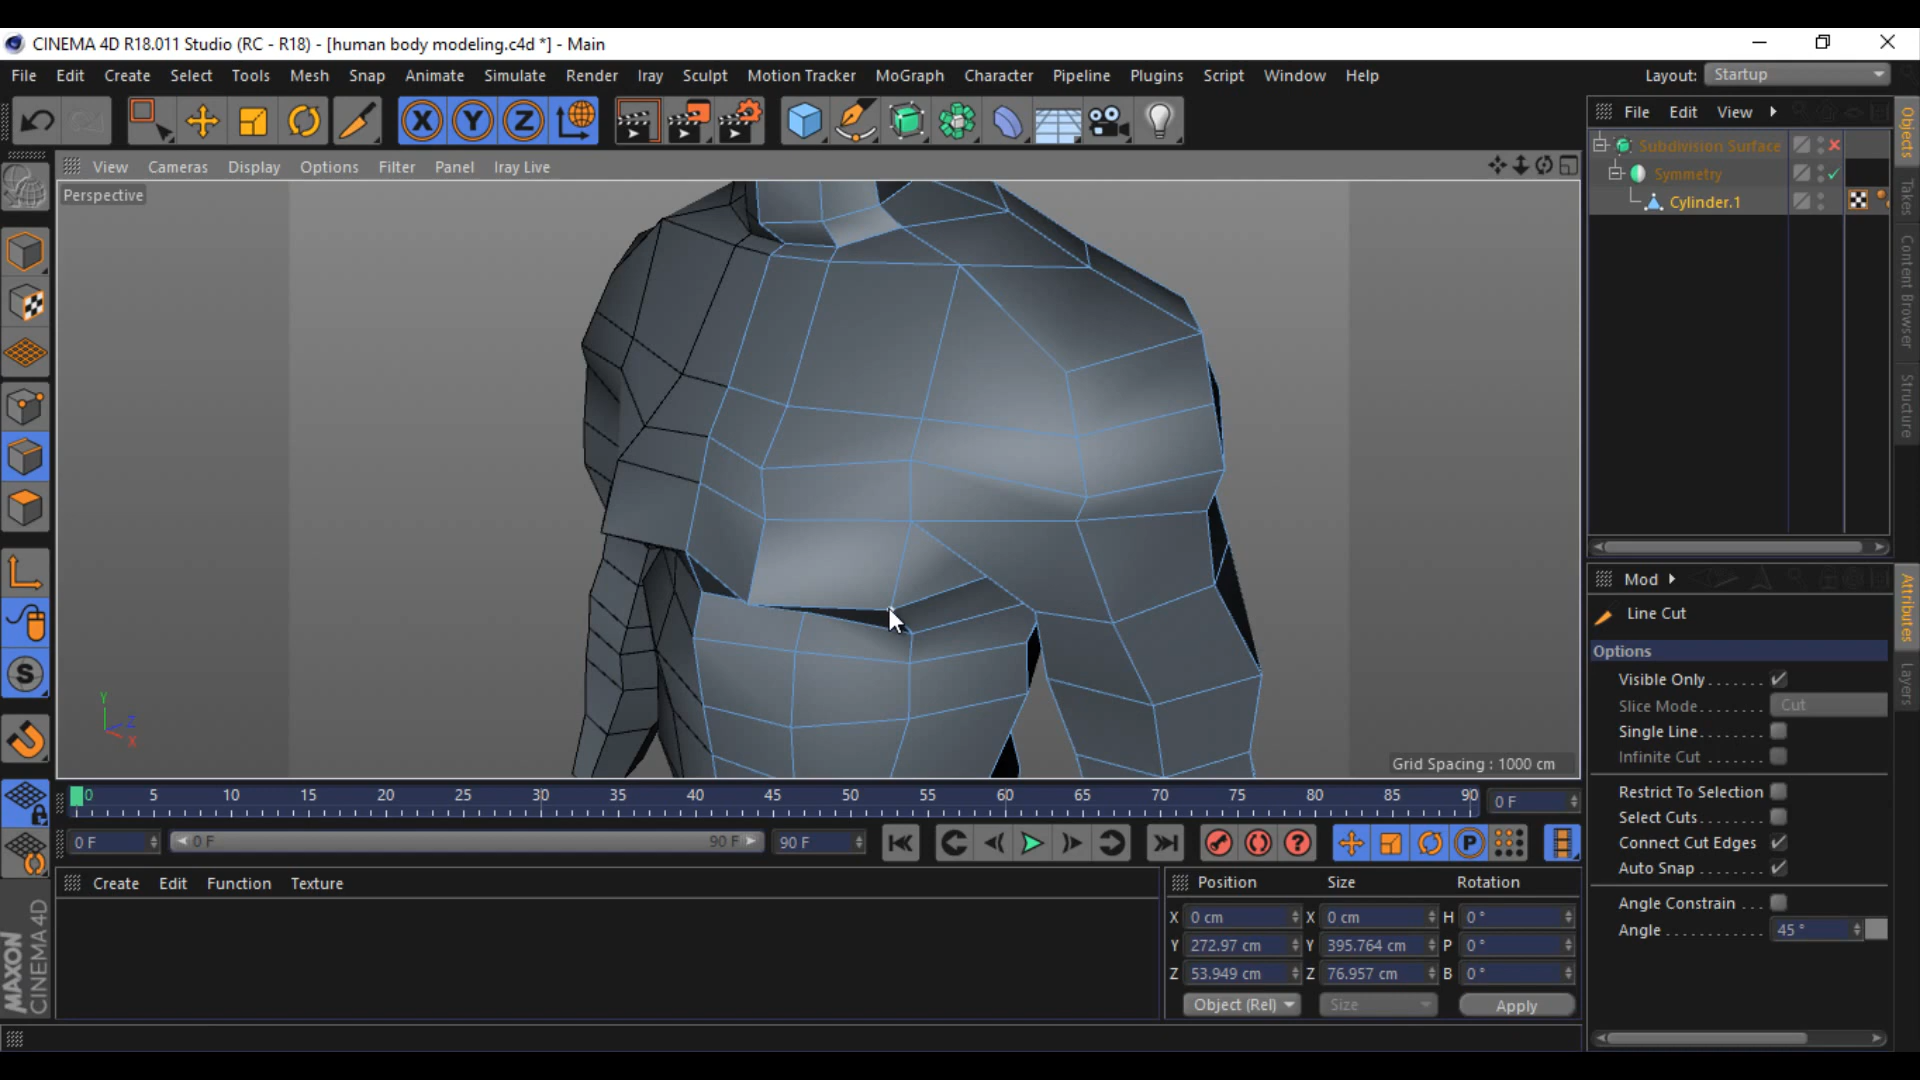 CINEMA 4D R18.011 Studio (RC - R18) - [human body modeling.c4d *] - Main
File Edit Create Select Tools Mesh Snap Animate Simulate Render Iray Sculpt Motion Tracker MoGraph Character Pipeline Plugins Script Window Help Layout: Startup
X Y Z
File Edit View
Objects
Takes
Content Browser
Structure
View Cameras Display Options Filter Panel Iray Live
Perspective
Subdivision Surface
Symmetry
Cylinder.1
Y
Z
X
Grid Spacing : 1000 cm
S
Mod
Attributes
Layers
Line Cut
Options
Visible Only
Slice Mode Cut
Single Line
Infinite Cut
Restrict To Selection
Select Cuts
Connect Cut Edges
Auto Snap
Angle Constrain
Angle 45 °
0 5 10 15 20 25 30 35 40 45 50 55 60 65 70 75 80 85 90 0 F
0 F 0 F 90 F 90 F ? P
Create Edit Function Texture
Position Size Rotation
X 0 cm X 0 cm H 0 °
Y 272.97 cm Y 395.764 cm P 0 °
Z 53.949 cm Z 76.957 cm B 0 °
Object (Rel) Size Apply
MAXON
CINEMA 4D